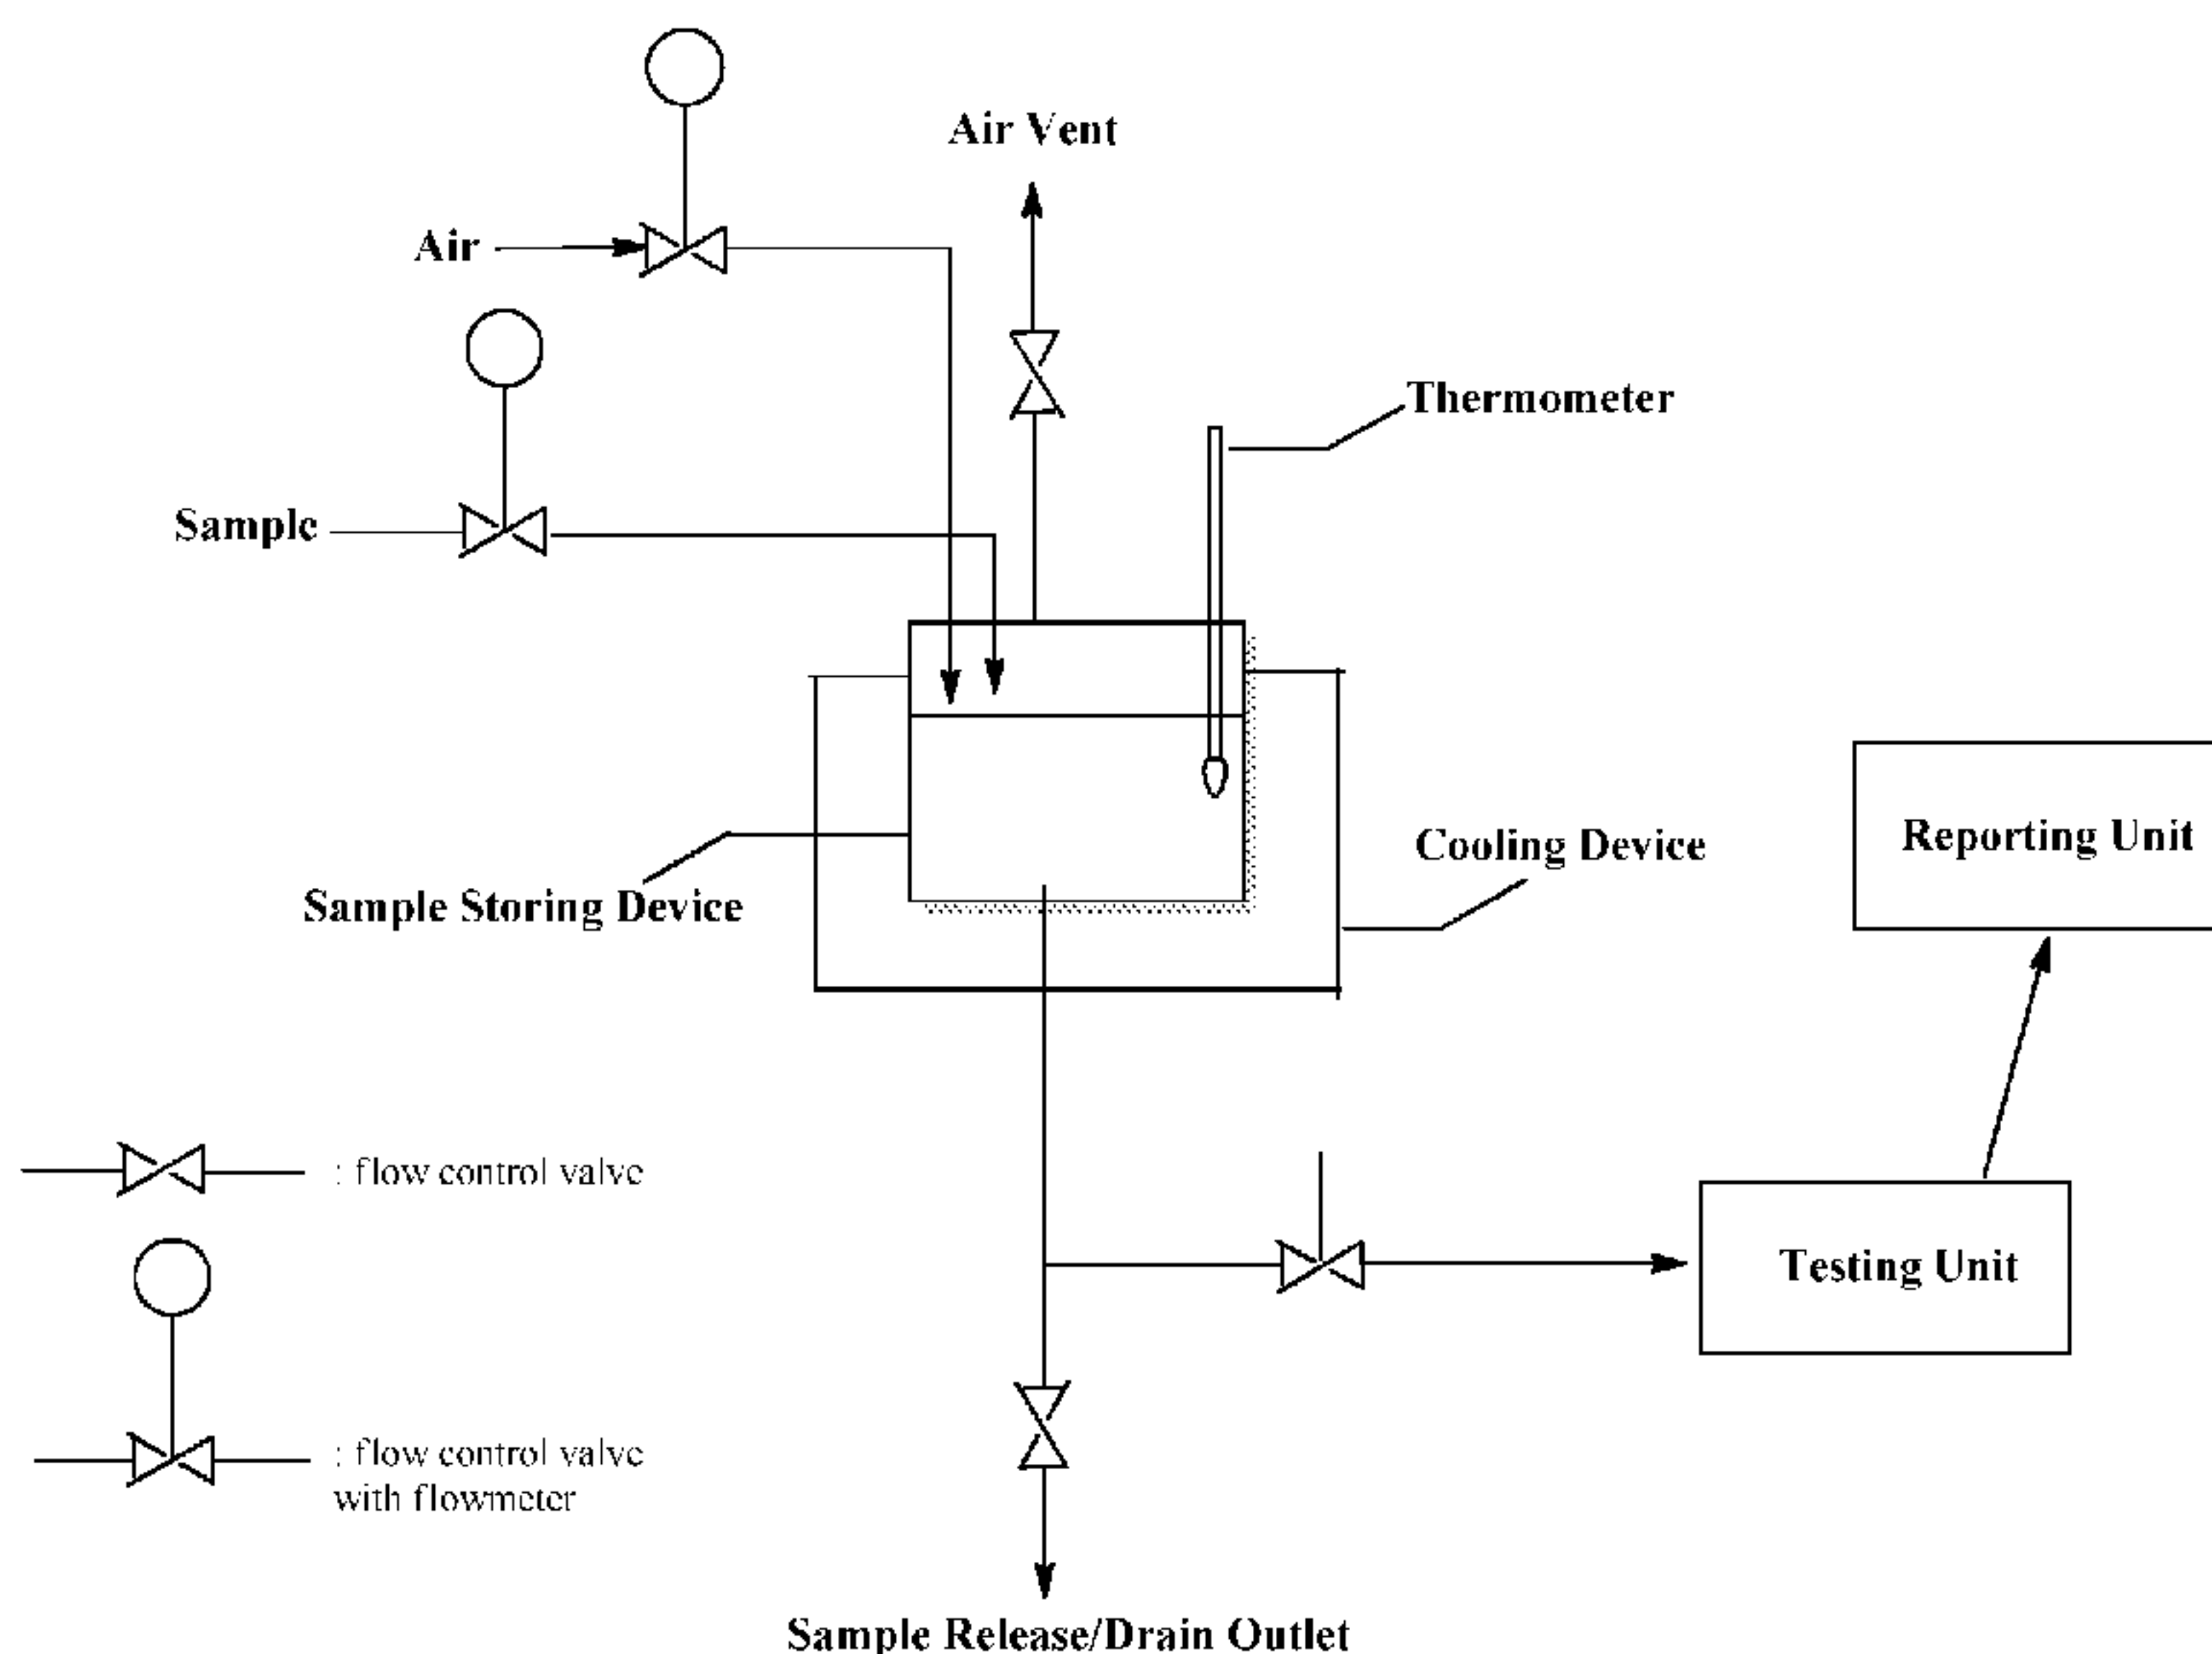 Air Vent
Air
Thermometer
Sample
Reporting Unit
Cooling Device
Sample Storing Device
: flow control valve
Testing Unit
: flow control valve
with flowmeter
Sample Release/Drain Outlet